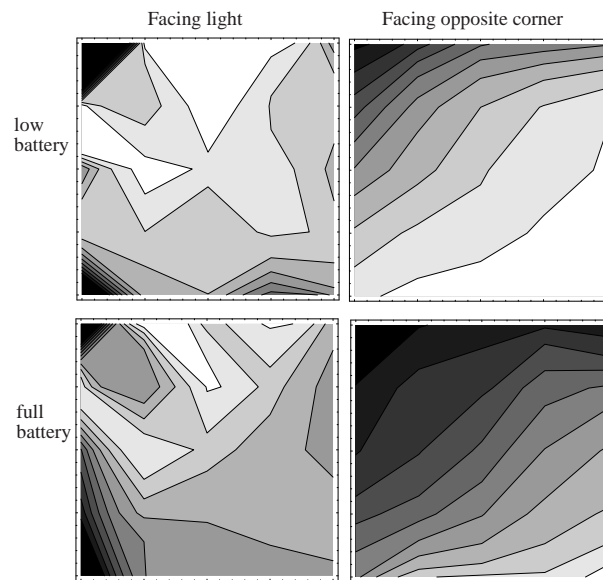 Facing light
Facing opposite corner
low
battery
full
battery